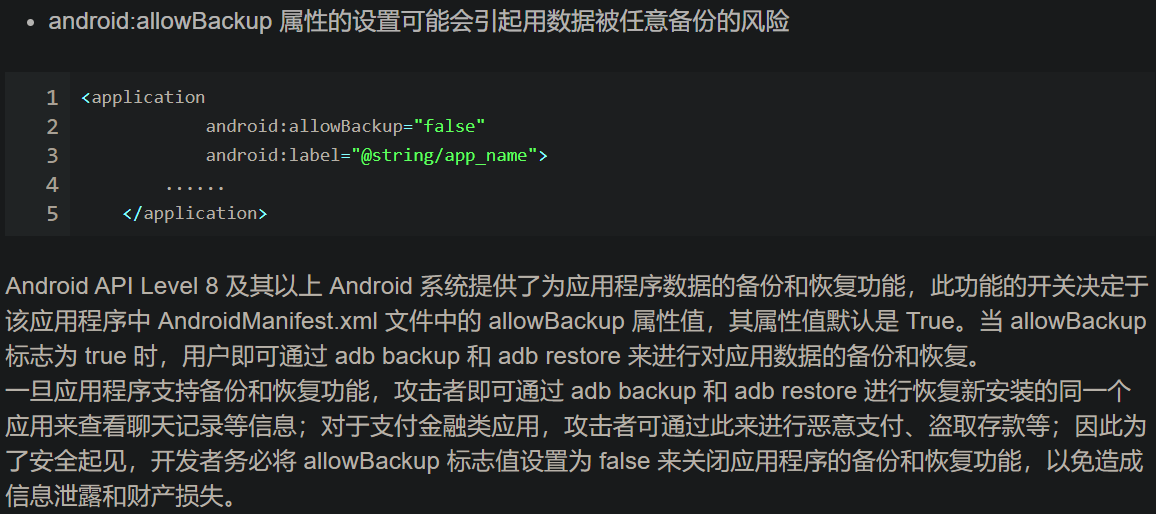 • android:allowBackup 属性的设置可能会引起用数据被任意备份的风险
1 <application
2 android:allowBackup="false"
3 android:label="@string/app_name">
4 ......
5 </application>
Android API Level 8 及其以上 Android 系统提供了为应用程序数据的备份和恢复功能，此功能的开关决定于
该应用程序中 AndroidManifest.xml 文件中的 allowBackup 属性值，其属性值默认是 True。当 allowBackup
标志为 true 时，用户即可通过 adb backup 和 adb restore 来进行对应用数据的备份和恢复。
一旦应用程序支持备份和恢复功能，攻击者即可通过 adb backup 和 adb restore 进行恢复新安装的同一个
应用来查看聊天记录等信息；对于支付金融类应用，攻击者可通过此来进行恶意支付、盗取存款等；因此为
了安全起见，开发者务必将 allowBackup 标志值设置为 false 来关闭应用程序的备份和恢复功能，以免造成
信息泄露和财产损失。